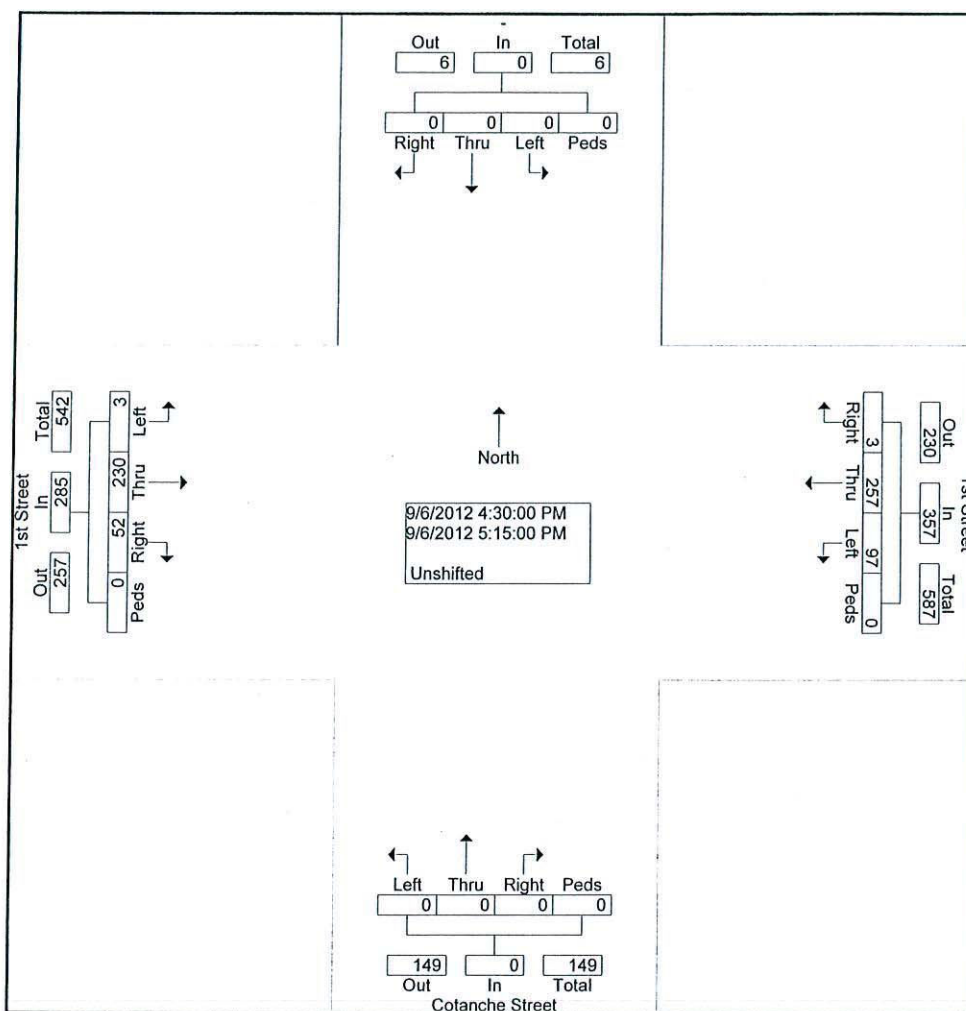 -
Out In Total
6 0 6
0 0 0 0
Right Thru Left Peds
1st Street
Total In Out
542 285 257
3 230 52 0
Left Thru Right Peds
North
9/6/2012 4:30:00 PM
9/6/2012 5:15:00 PM
Unshifted
Right Thru Left Peds
3 257 97 0
Out In Total
230 357 587
1st Street
Left Thru Right Peds
0 0 0 0
149 0 149
Out In Total
Cotanche Street